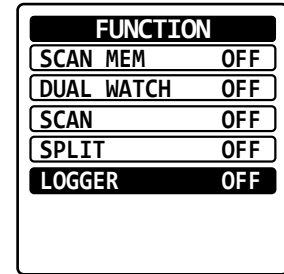 FUNCTION
SCAN MEM OFF
DUAL WATCH OFF
SCAN OFF
SPLIT OFF
LOGGER OFF